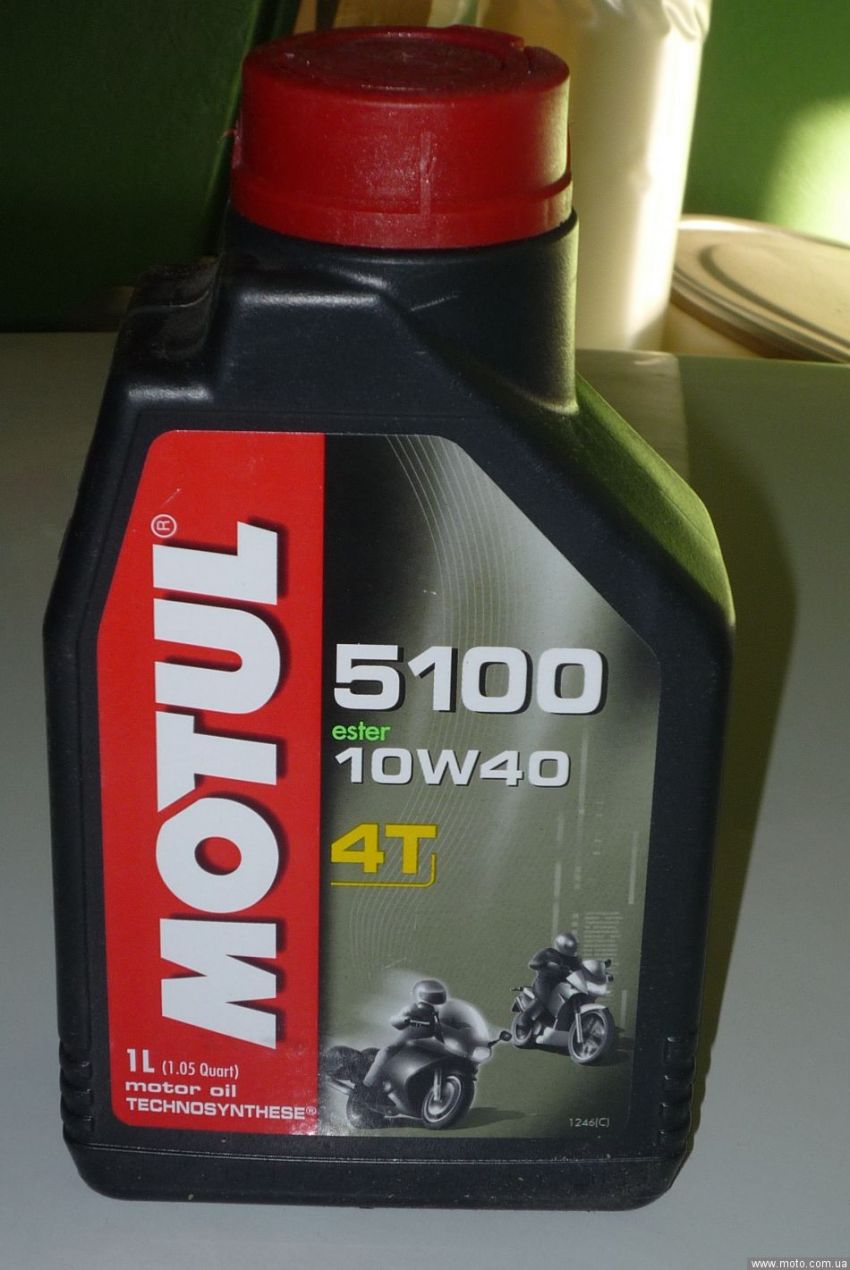 MOTUL®
5100
ester
10W40
4T
1L (1.05 Quart)
motor oil
TECHNOSYNTHESE®
1246(C)
www.moto.com.ua